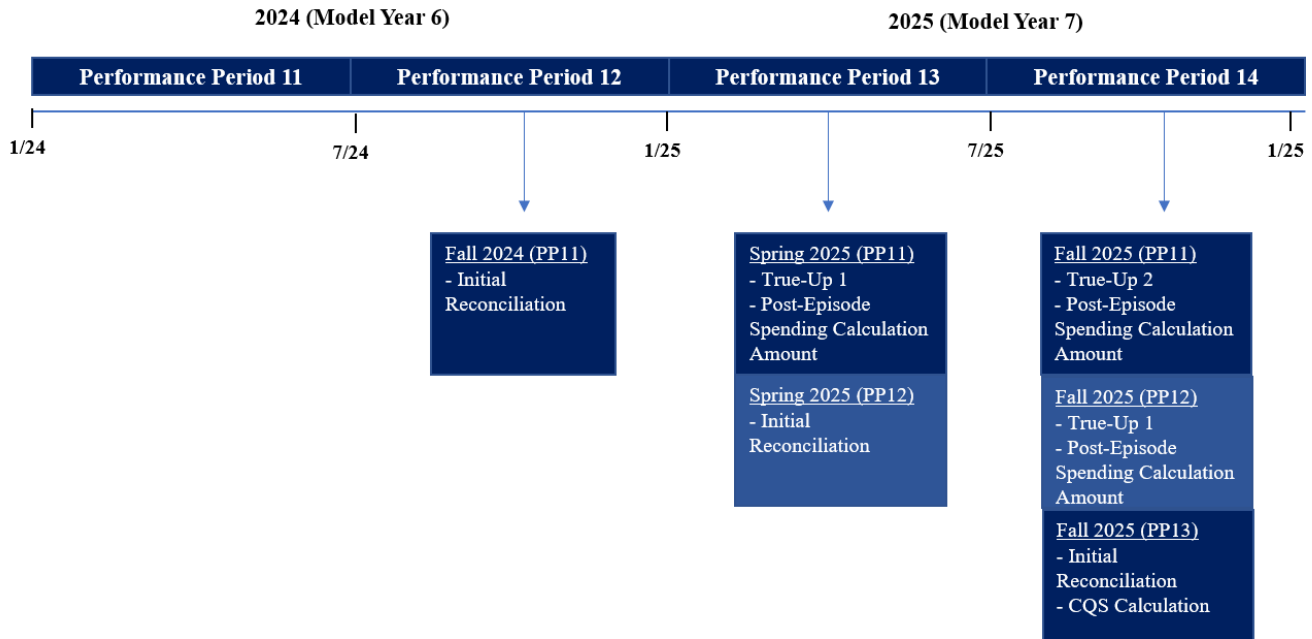 2024 (Model Year 6)
2025 (Model Year 7)
Performance Period 11
Performance Period 12
Performance Period 13
Performance Period 14
1/24
7/24
1/25
7/25
1/25
Fall 2024 (PP11)
- Initial
Reconciliation
Spring 2025 (PP11)
- True-Up 1
- Post-Episode
Spending Calculation
Amount
Spring 2025 (PP12)
- Initial
Reconciliation
Fall 2025 (PP11)
- True-Up 2
- Post-Episode
Spending Calculation
Amount
Fall 2025 (PP12)
- True-Up 1
- Post-Episode
Spending Calculation
Amount
Fall 2025 (PP13)
- Initial
Reconciliation
- CQS Calculation